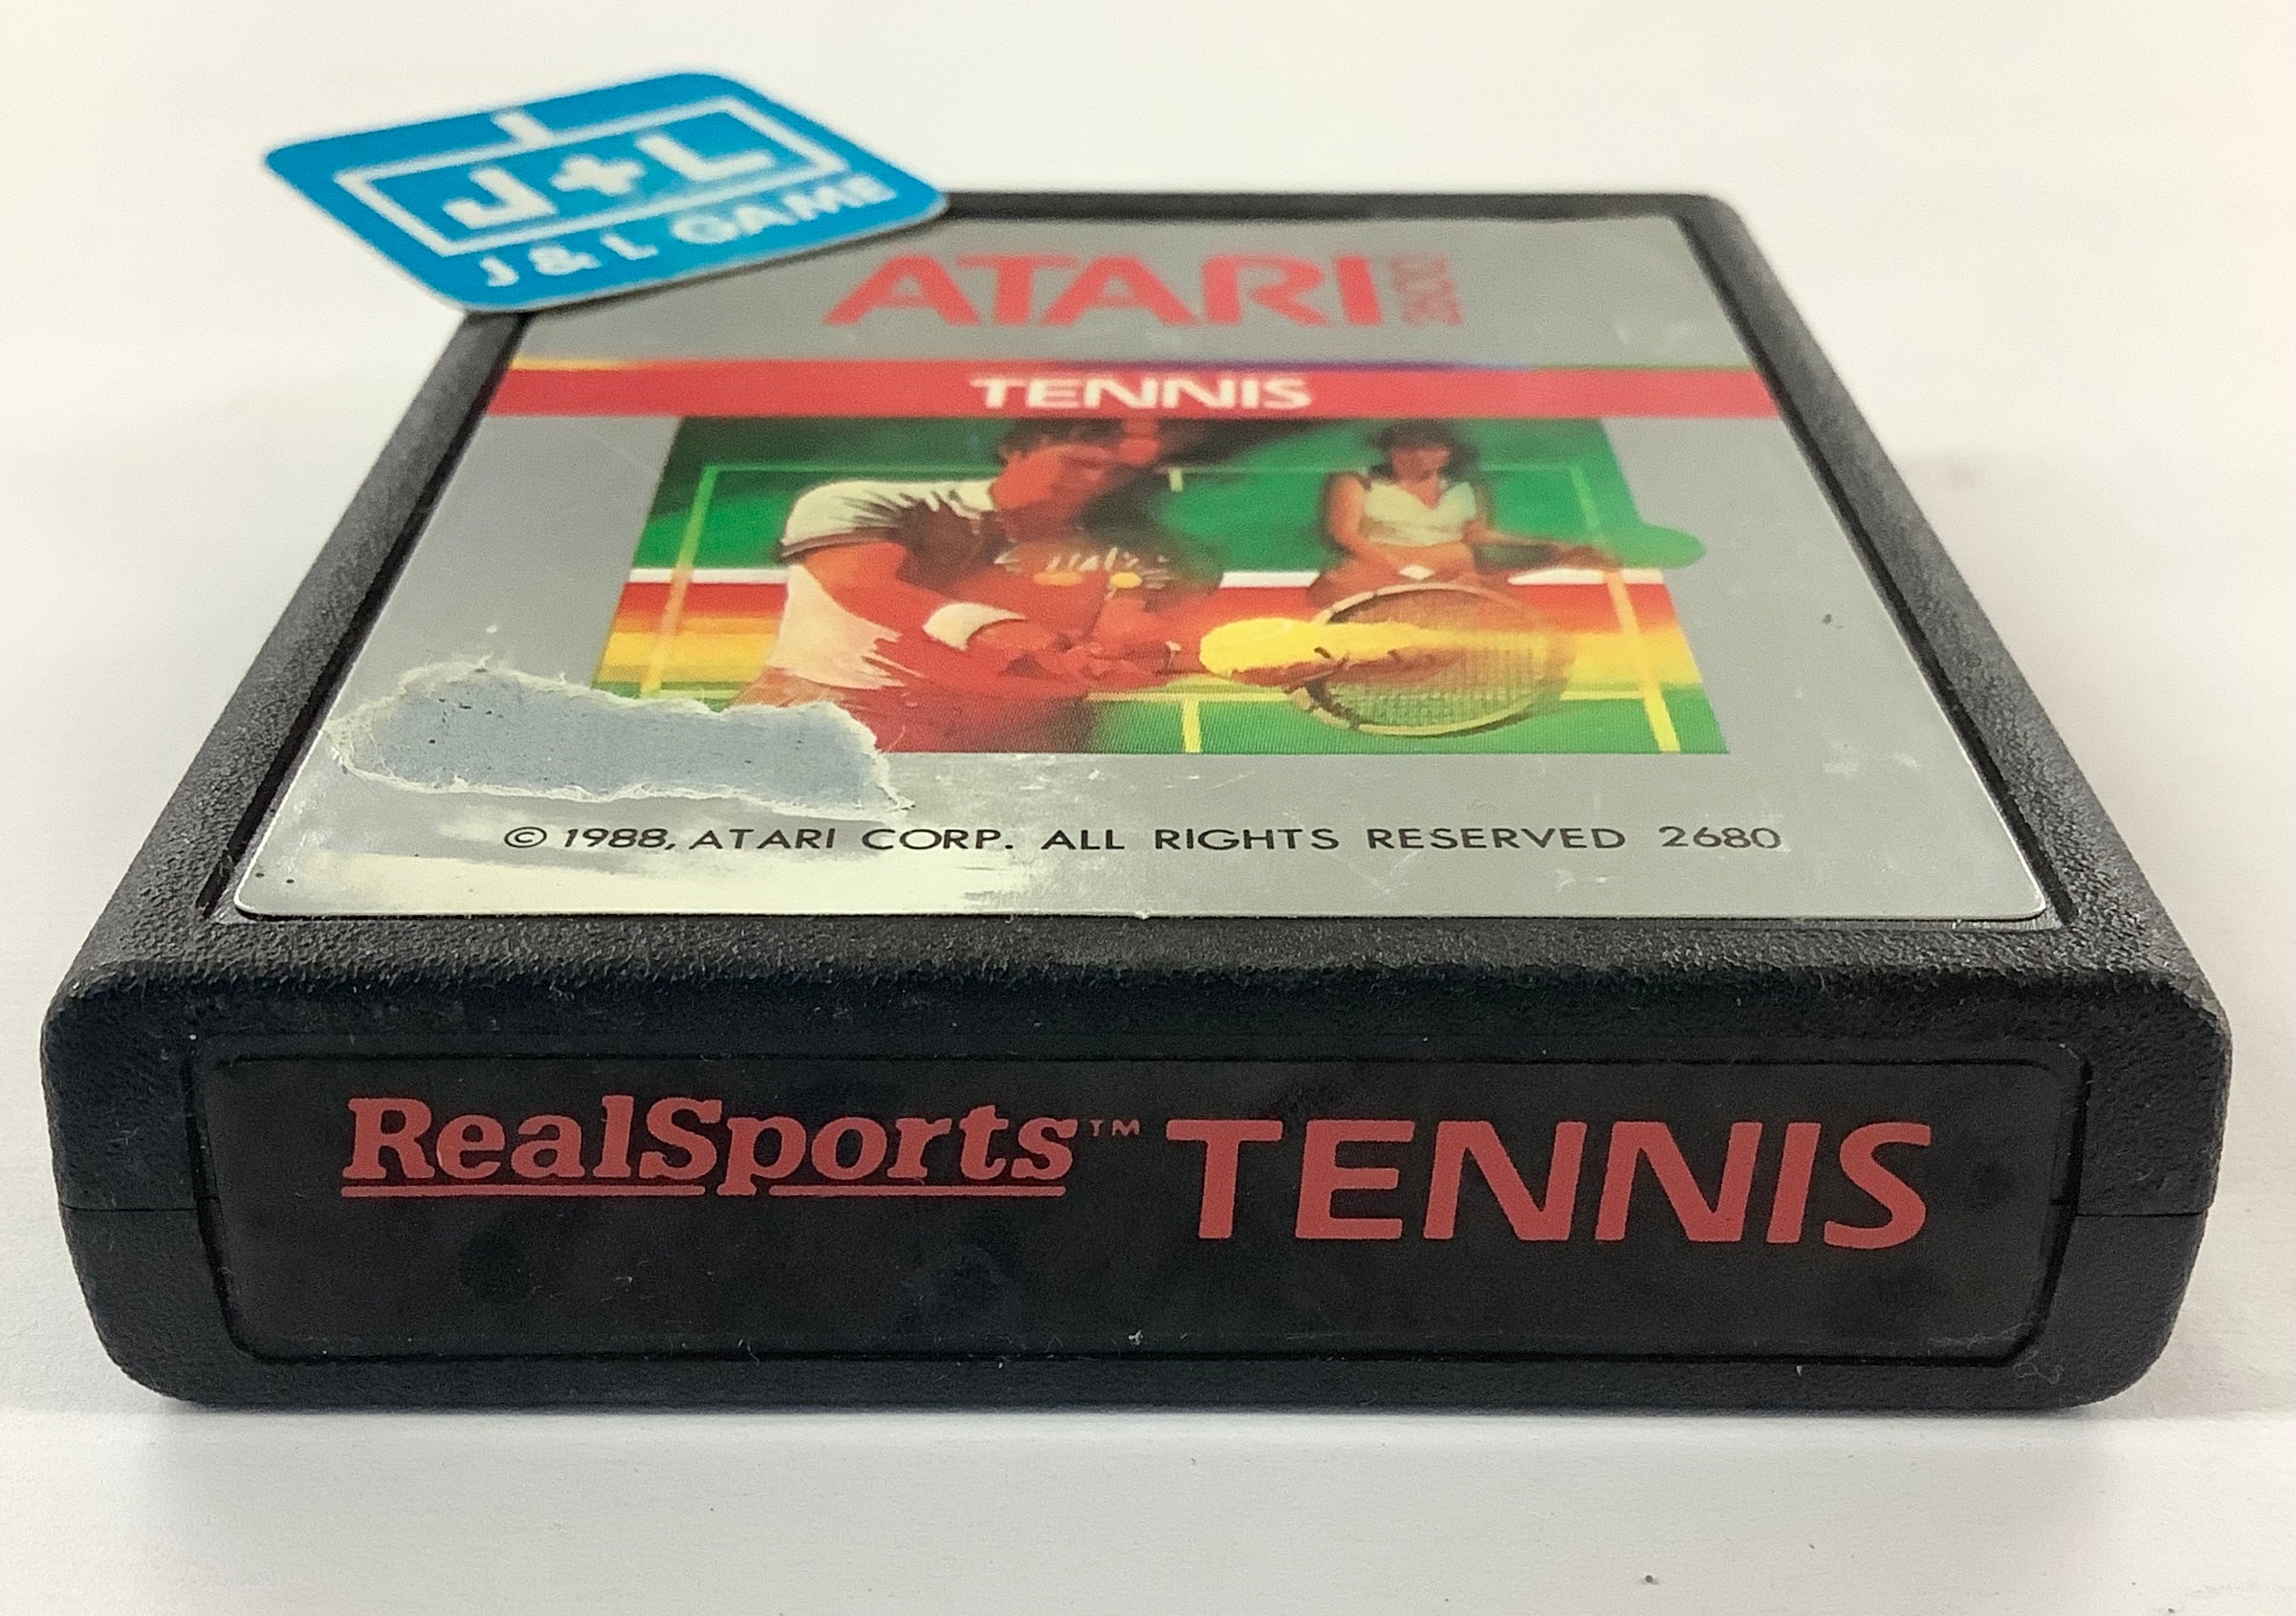 J+L
J & L GAME
ATARI 2600
TENNIS
© 1988, ATARI CORP. ALL RIGHTS RESERVED 2680
RealSports™ TENNIS